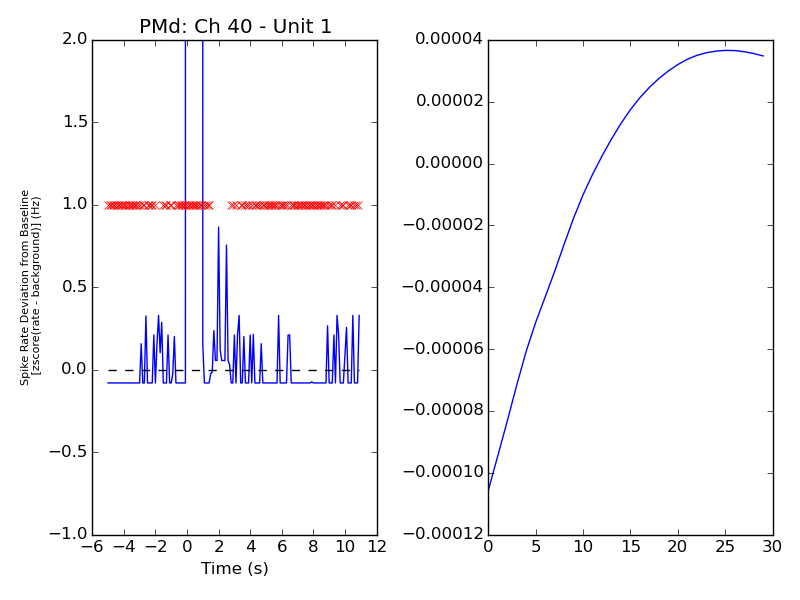 PMd: Ch 40 - Unit 1
Spike Rate Deviation from Baseline
[zscore(rate - background)] (Hz)
2.0
1.5
1.0
0.5
0.0
−0.5
−1.0
−6 −4 −2 0 2 4 6 8 10 12
Time (s)
0.00004
0.00002
0.00000
−0.00002
−0.00004
−0.00006
−0.00008
−0.00010
−0.00012
0 5 10 15 20 25 30